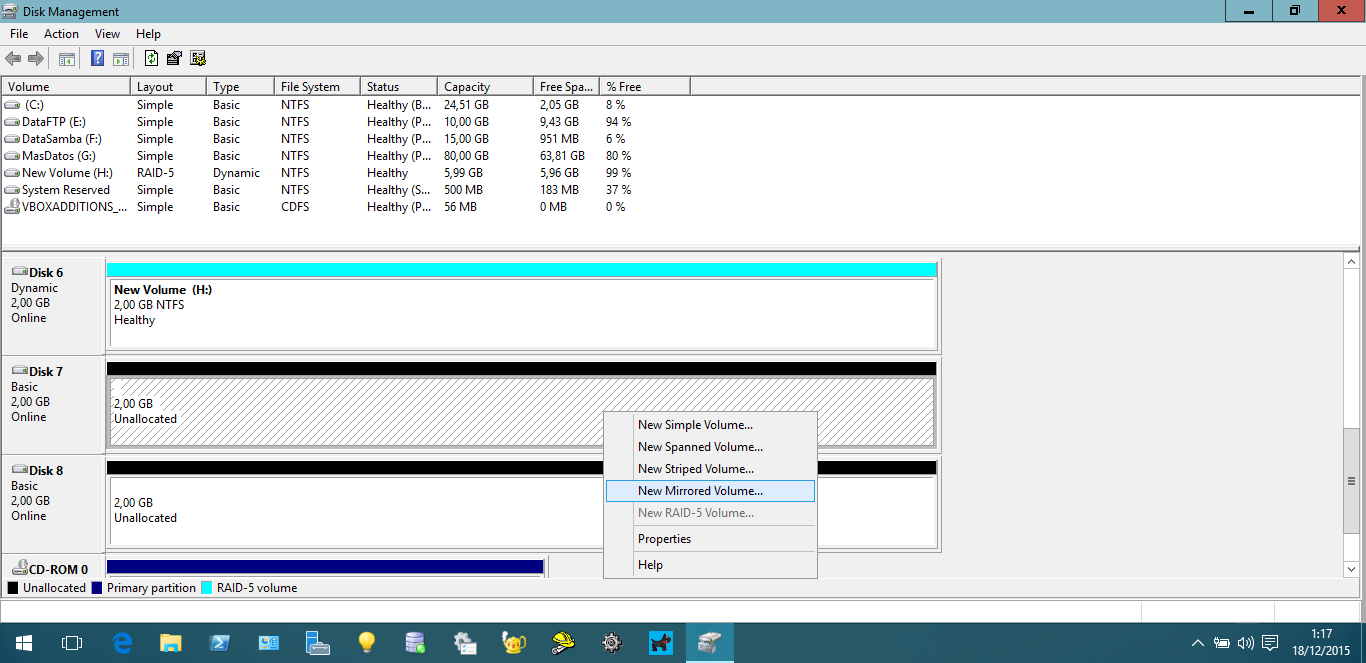 Disk Management
File Action View Help
Volume Layout Type File System Status Capacity Free Spa... % Free
(C:) Simple Basic NTFS Healthy (B... 24,51 GB 2,05 GB 8 %
DataFTP (E:) Simple Basic NTFS Healthy (P... 10,00 GB 9,43 GB 94 %
DataSamba (F:) Simple Basic NTFS Healthy (P... 15,00 GB 951 MB 6 %
MasDatos (G:) Simple Basic NTFS Healthy (P... 80,00 GB 63,81 GB 80 %
New Volume (H:) RAID-5 Dynamic NTFS Healthy 5,99 GB 5,96 GB 99 %
System Reserved Simple Basic NTFS Healthy (S... 500 MB 183 MB 37 %
VBOXADDITIONS_... Simple Basic CDFS Healthy (P... 56 MB 0 MB 0 %
Disk 6
Dynamic
2,00 GB
Online
New Volume (H:)
2,00 GB NTFS
Healthy
Disk 7
Basic
2,00 GB
Online
2,00 GB
Unallocated
Disk 8
Basic
2,00 GB
Online
2,00 GB
Unallocated
New Simple Volume...
New Spanned Volume...
New Striped Volume...
New Mirrored Volume...
New RAID-5 Volume...
Properties
Help
CD-ROM 0
Unallocated Primary partition RAID-5 volume
1:17
18/12/2015